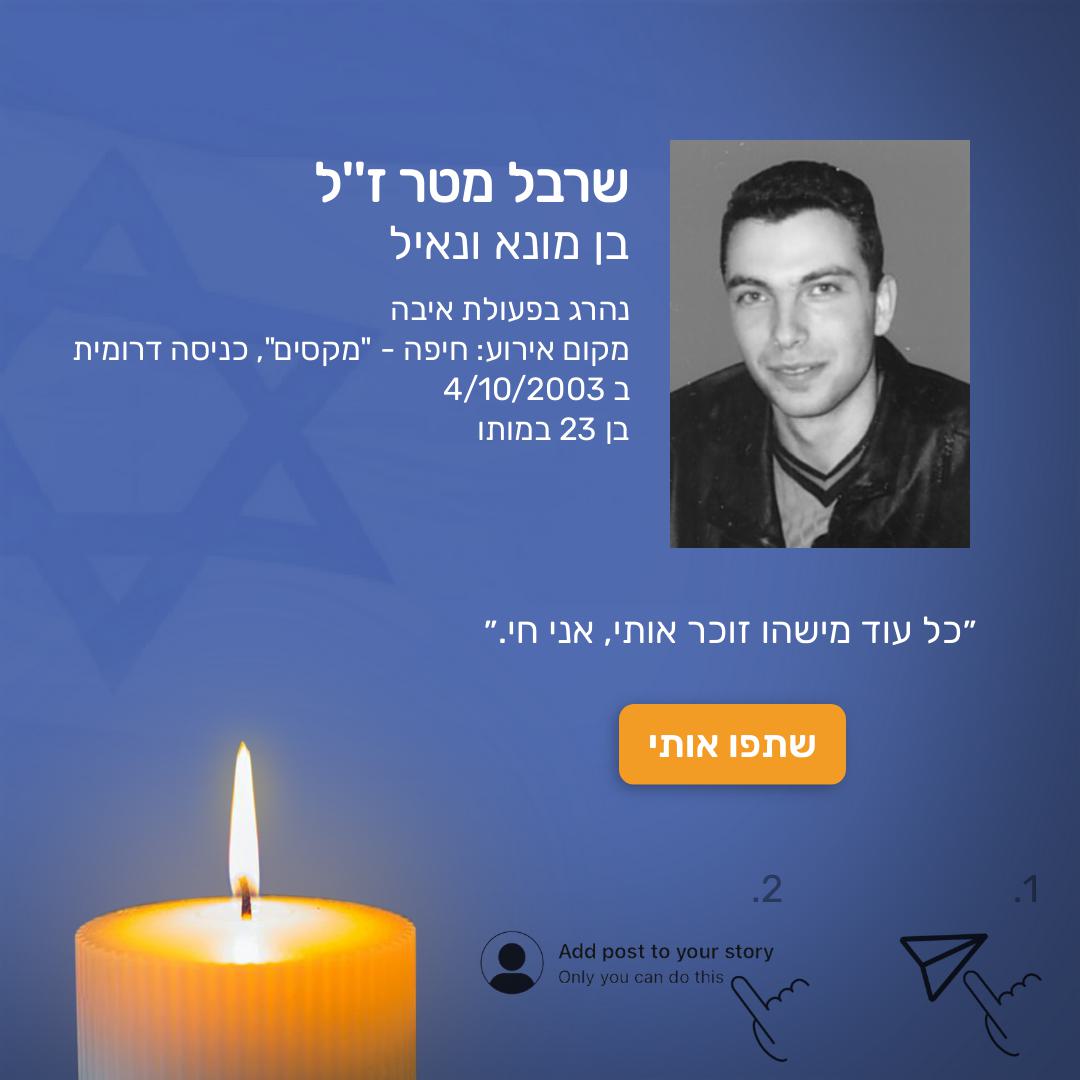 שרבל מטר ז"ל
בן מונא ונאיל
נהרג בפעולת איבה
מקום אירוע: חיפה - "מקסים", כניסה דרומית
ב 4/10/2003
בן 23 במותו
״כל עוד מישהו זוכר אותי, אני חי.״
שתפו אותי
1.
2.
Add post to your story
Only you can do this